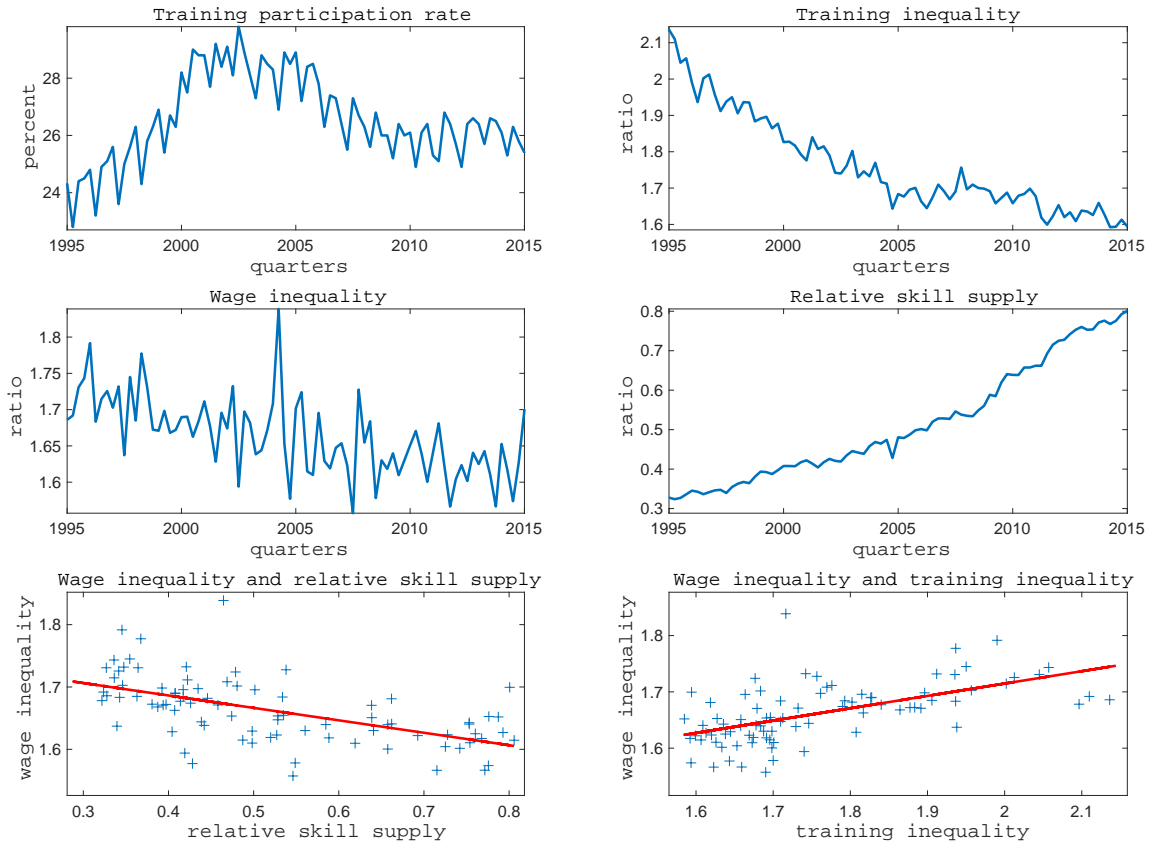 Training participation rate
percent
28
26
24
1995 2000 2005 2010 2015
quarters
Training inequality
ratio
2.1
2
1.9
1.8
1.7
1.6
1995 2000 2005 2010 2015
quarters
Wage inequality
ratio
1.8
1.75
1.7
1.65
1.6
1995 2000 2005 2010 2015
quarters
Relative skill supply
ratio
0.8
0.7
0.6
0.5
0.4
0.3
1995 2000 2005 2010 2015
quarters
Wage inequality and relative skill supply
wage inequality
1.8
1.7
1.6
0.3 0.4 0.5 0.6 0.7 0.8
relative skill supply
Wage inequality and training inequality
wage inequality
1.8
1.7
1.6
1.6 1.7 1.8 1.9 2 2.1
training inequality